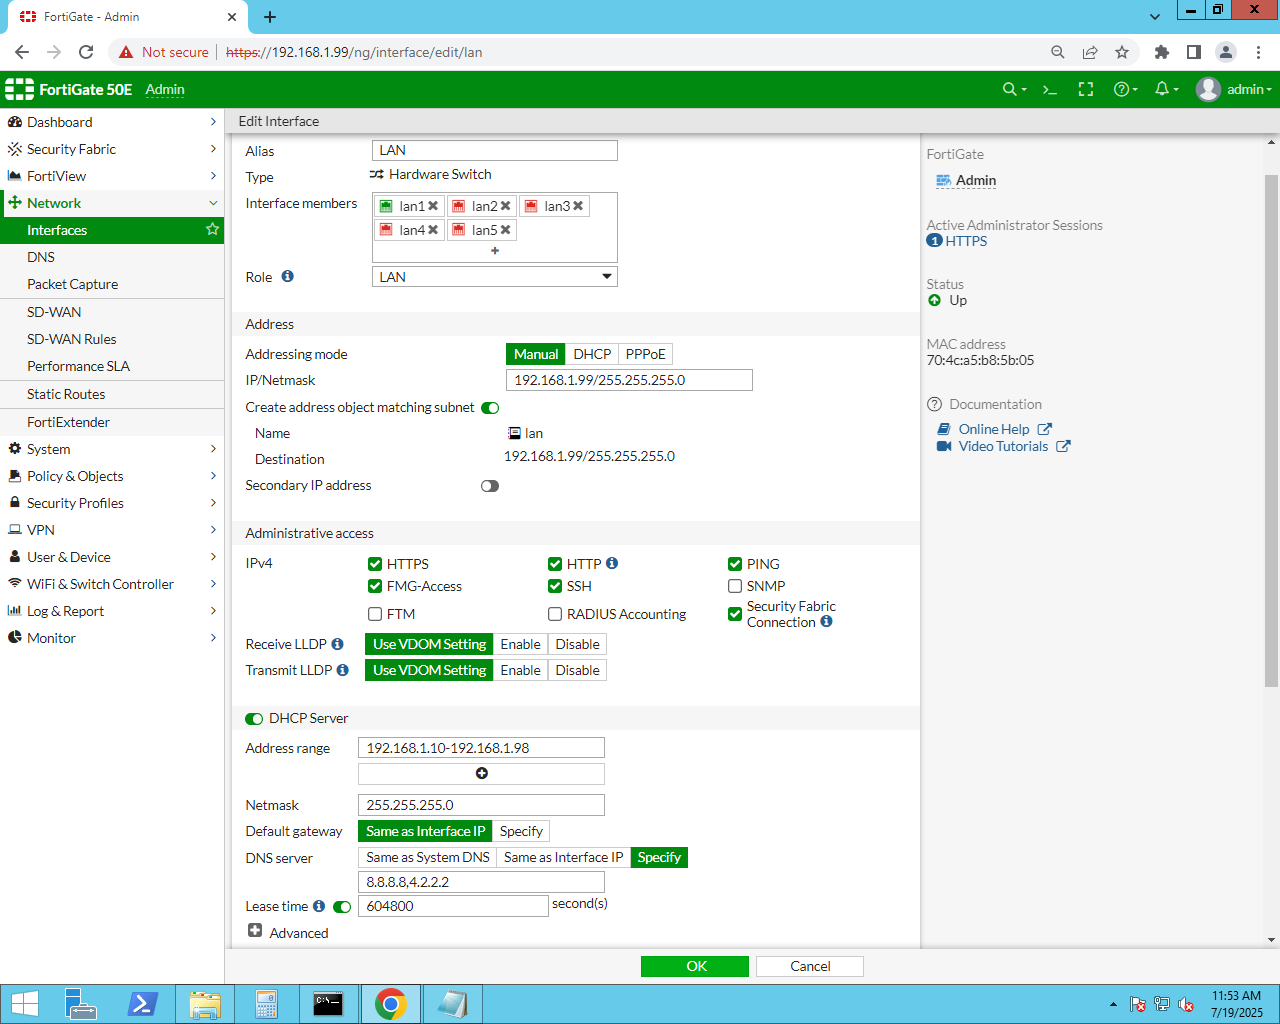 FortiGate - Admin
Not secure https://192.168.1.99/ng/interface/edit/lan
FortiGate 50E Admin
admin
Dashboard
Security Fabric
FortiView
Network
Interfaces
DNS
Packet Capture
SD-WAN
SD-WAN Rules
Performance SLA
Static Routes
FortiExtender
System
Policy & Objects
Security Profiles
VPN
User & Device
WiFi & Switch Controller
Log & Report
Monitor
Edit Interface
Alias LAN
Type Hardware Switch
Interface members lan1 lan2 lan3
lan4 lan5
Role LAN
Address
Addressing mode Manual DHCP PPPoE
IP/Netmask 192.168.1.99/255.255.255.0
Create address object matching subnet
Name lan
Destination 192.168.1.99/255.255.255.0
Secondary IP address
Administrative access
IPv4 HTTPS HTTP PING
FMG-Access SSH SNMP
FTM RADIUS Accounting Security Fabric
Connection
Receive LLDP Use VDOM Setting Enable Disable
Transmit LLDP Use VDOM Setting Enable Disable
DHCP Server
Address range 192.168.1.10-192.168.1.98
Netmask 255.255.255.0
Default gateway Same as Interface IP Specify
DNS server Same as System DNS Same as Interface IP Specify
8.8.8.8,4.2.2.2
Lease time 604800 second(s)
Advanced
OK Cancel
FortiGate
Admin
Active Administrator Sessions
1 HTTPS
Status
Up
MAC address
70:4c:a5:b8:5b:05
Documentation
Online Help
Video Tutorials
11:53 AM
7/19/2025